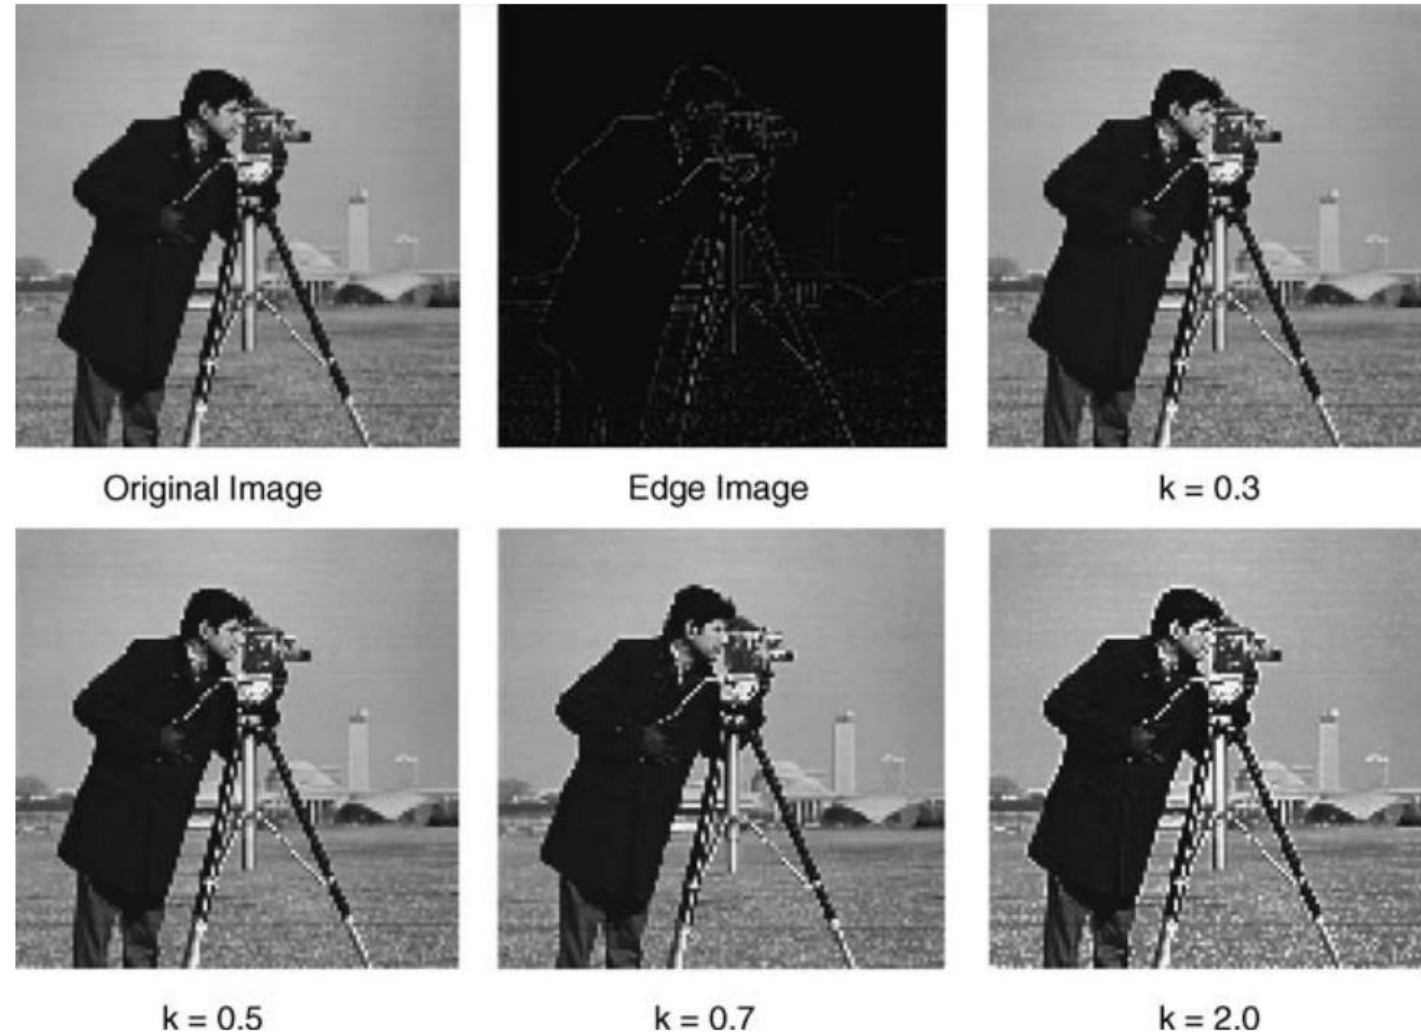 Original Image
Edge Image
k = 0.3
k = 0.5
k = 0.7
k = 2.0